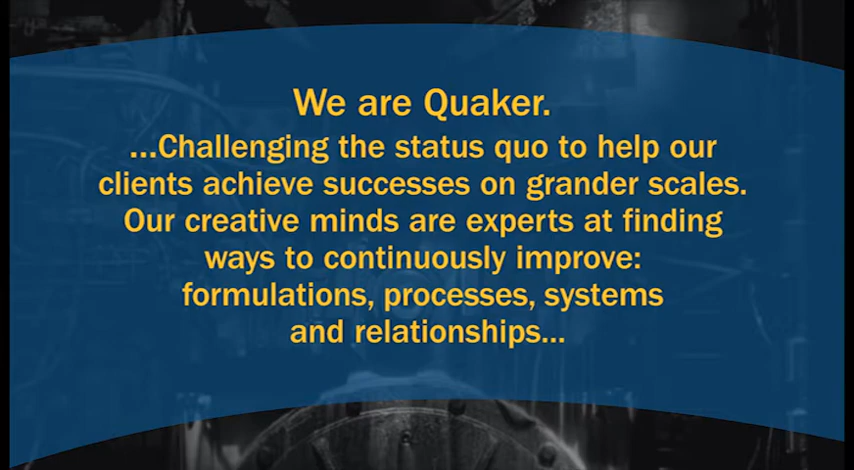 We are Quaker.
...Challenging the status quo to help our
clients achieve successes on grander scales.
Our creative minds are experts at finding
ways to continuously improve:
formulations, processes, systems
and relationships...